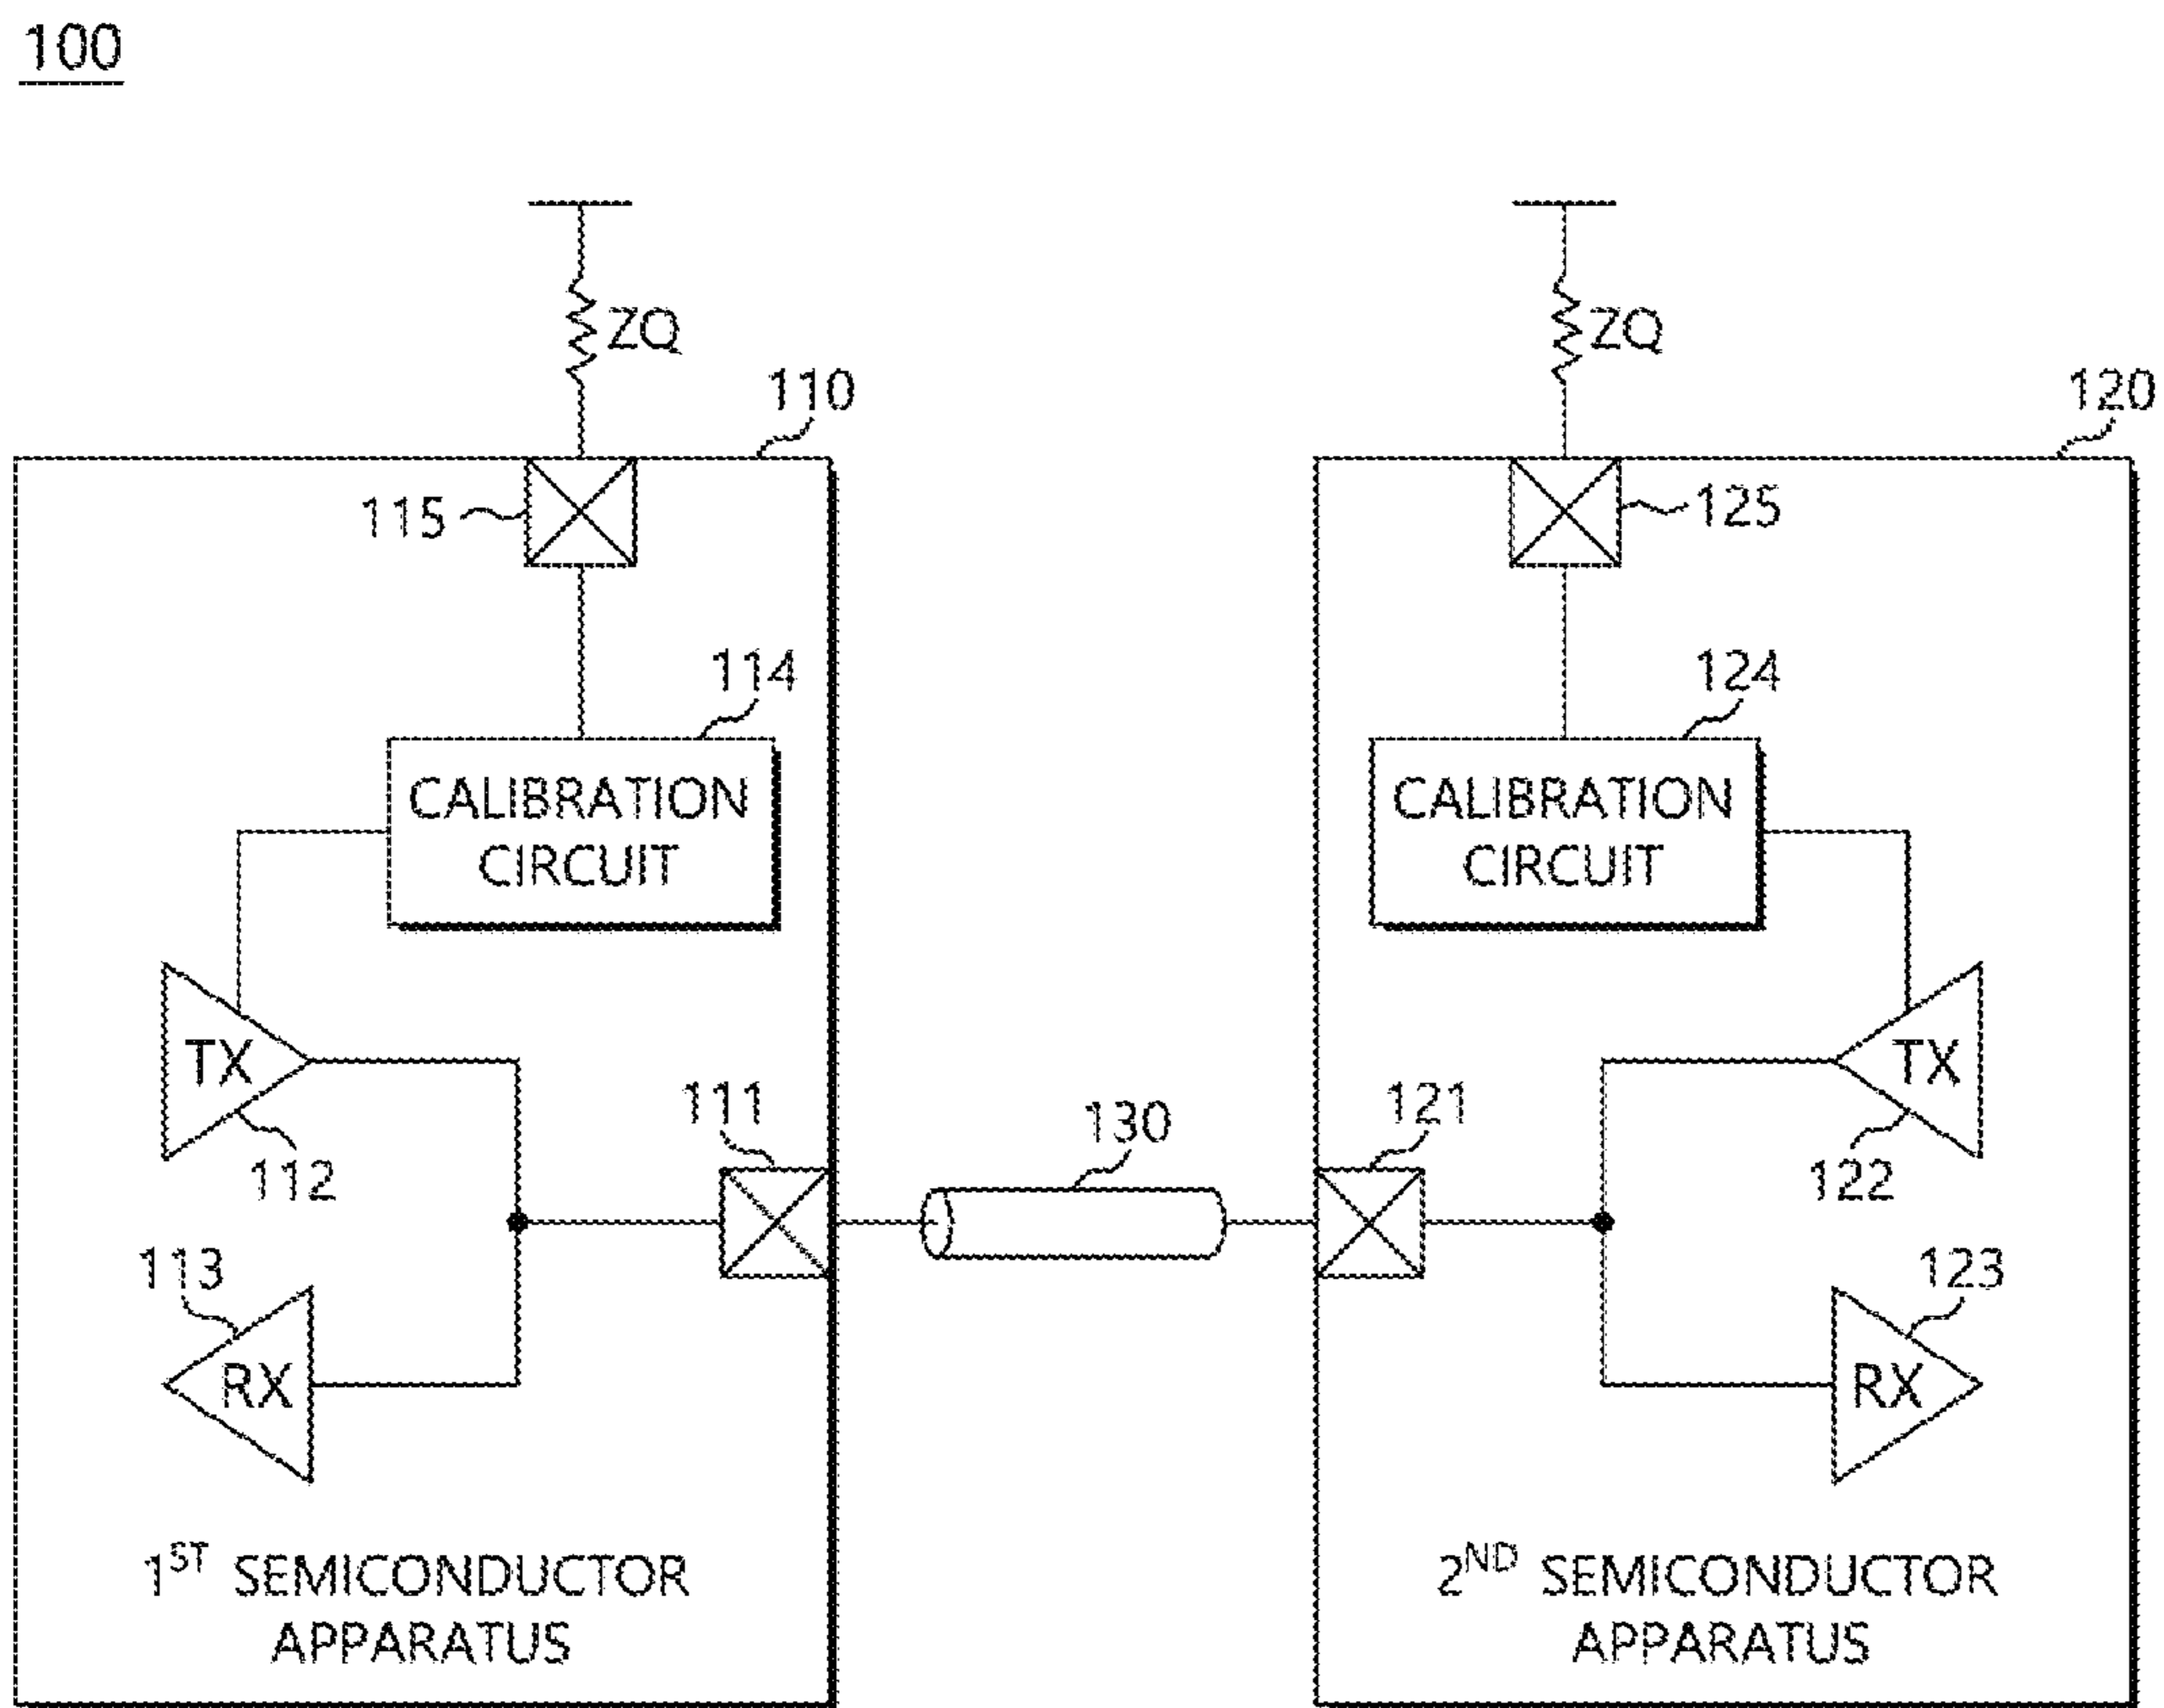 100
ZQ
ZQ
110
120
115
125
114
124
CALIBRATION
CIRCUIT
CALIBRATION
CIRCUIT
TX
TX
111
130
121
112
122
113
123
RX
RX
1ST SEMICONDUCTOR
APPARATUS
2ND SEMICONDUCTOR
APPARATUS